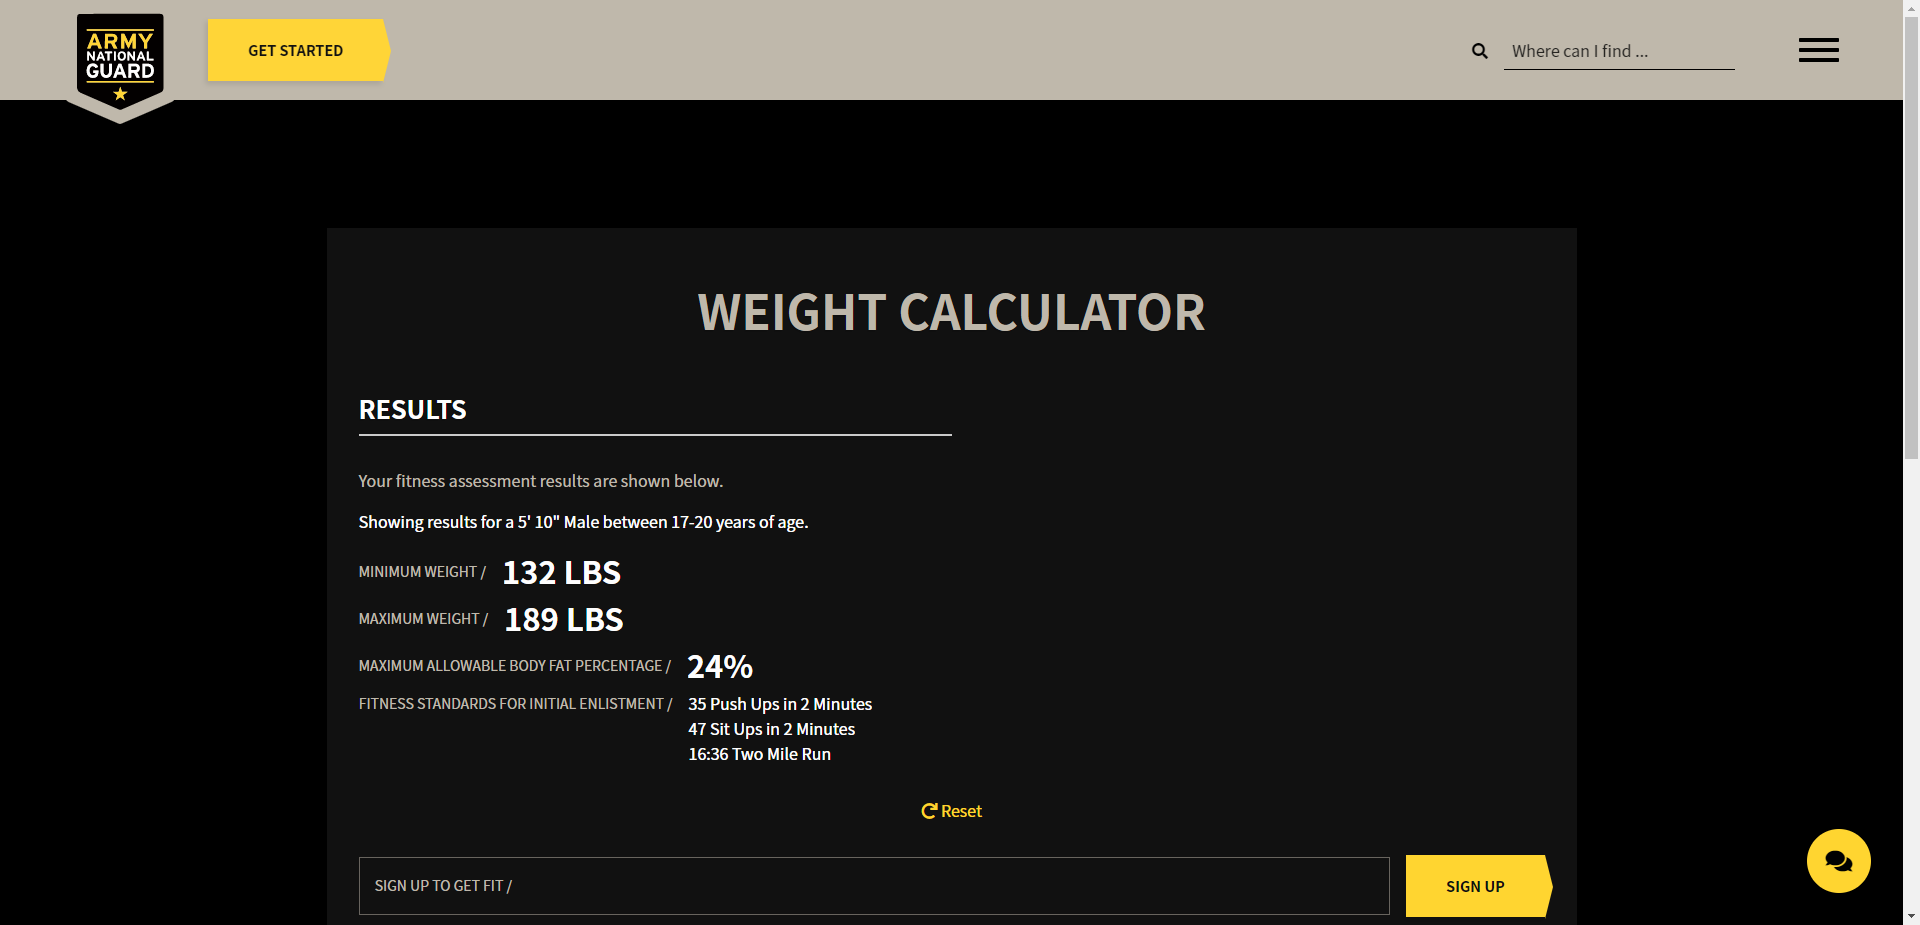 ARMY
NATIONAL
GUARD
GET STARTED
Where can I find ...
WEIGHT CALCULATOR
RESULTS
Your fitness assessment results are shown below.
Showing results for a 5' 10" Male between 17-20 years of age.
MINIMUM WEIGHT / 132 LBS
MAXIMUM WEIGHT / 189 LBS
MAXIMUM ALLOWABLE BODY FAT PERCENTAGE / 24%
FITNESS STANDARDS FOR INITIAL ENLISTMENT / 35 Push Ups in 2 Minutes
47 Sit Ups in 2 Minutes
16:36 Two Mile Run
Reset
SIGN UP TO GET FIT /
SIGN UP